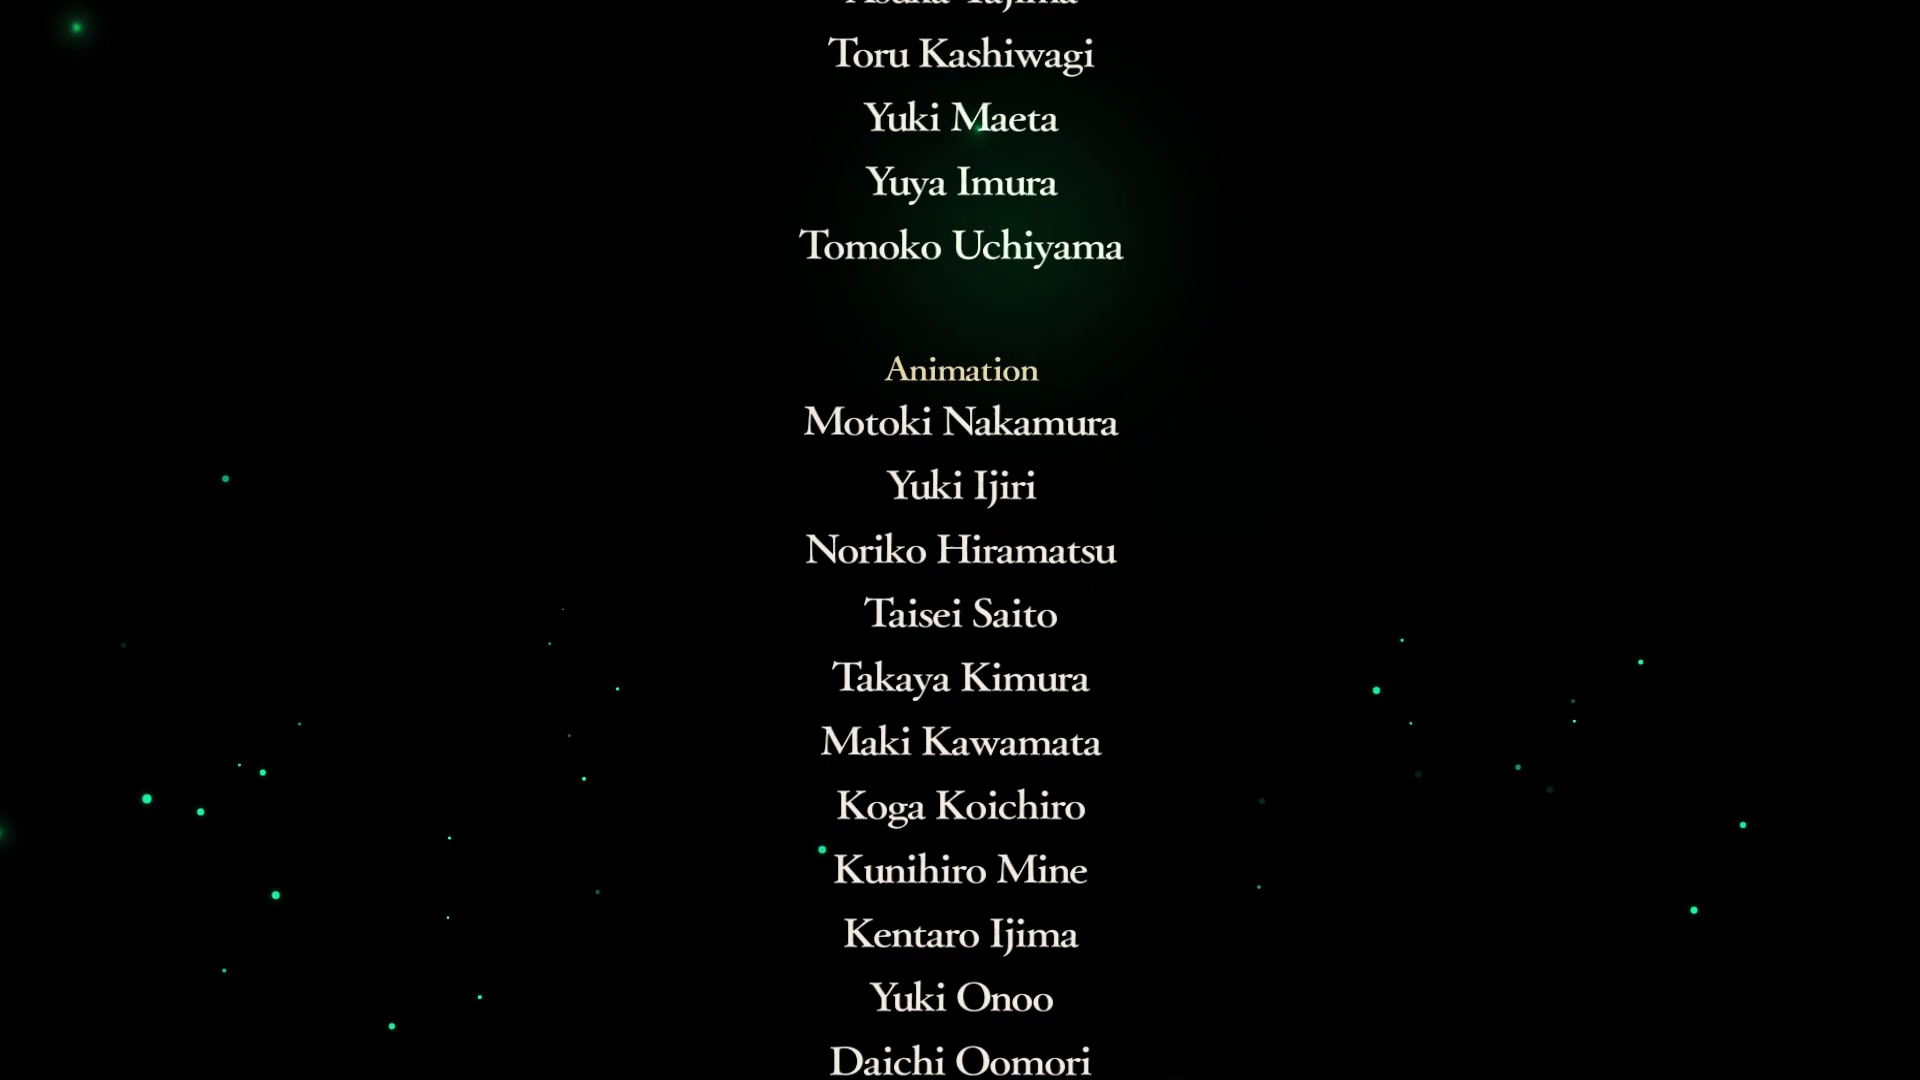 Toru Kashiwagi
Yuki Maeta
Yuya Imura
Tomoko Uchiyama
Animation
Motoki Nakamura
Yuki Ijiri
Noriko Hiramatsu
Taisei Saito
Takaya Kimura
Maki Kawamata
Koga Koichiro
Kunihiro Mine
Kentaro Ijima
Yuki Onoo
Daichi Oomori